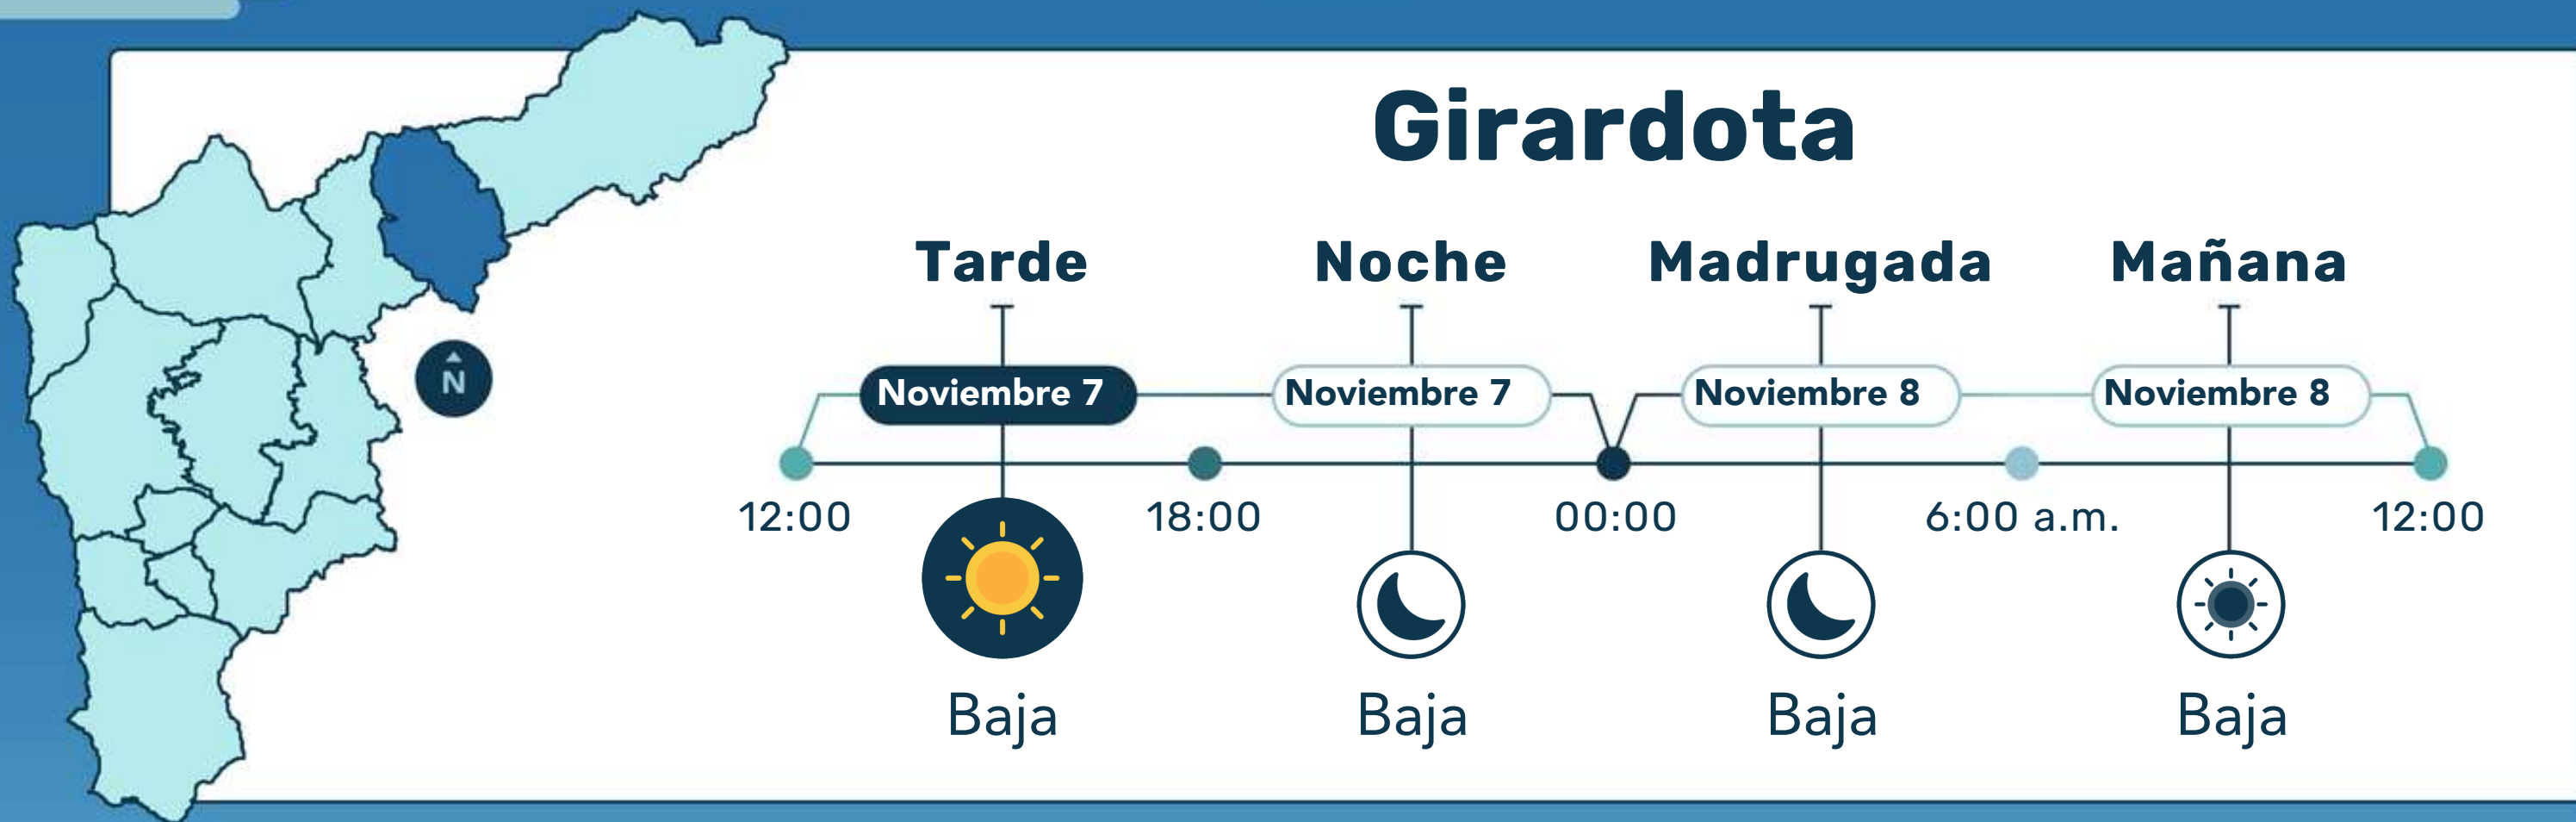 Girardota
Tarde Noche Madrugada Mañana
Noviembre 7 Noviembre 7 Noviembre 8 Noviembre 8
N
12:00 18:00 00:00 6:00 a.m. 12:00
Baja Baja Baja Baja